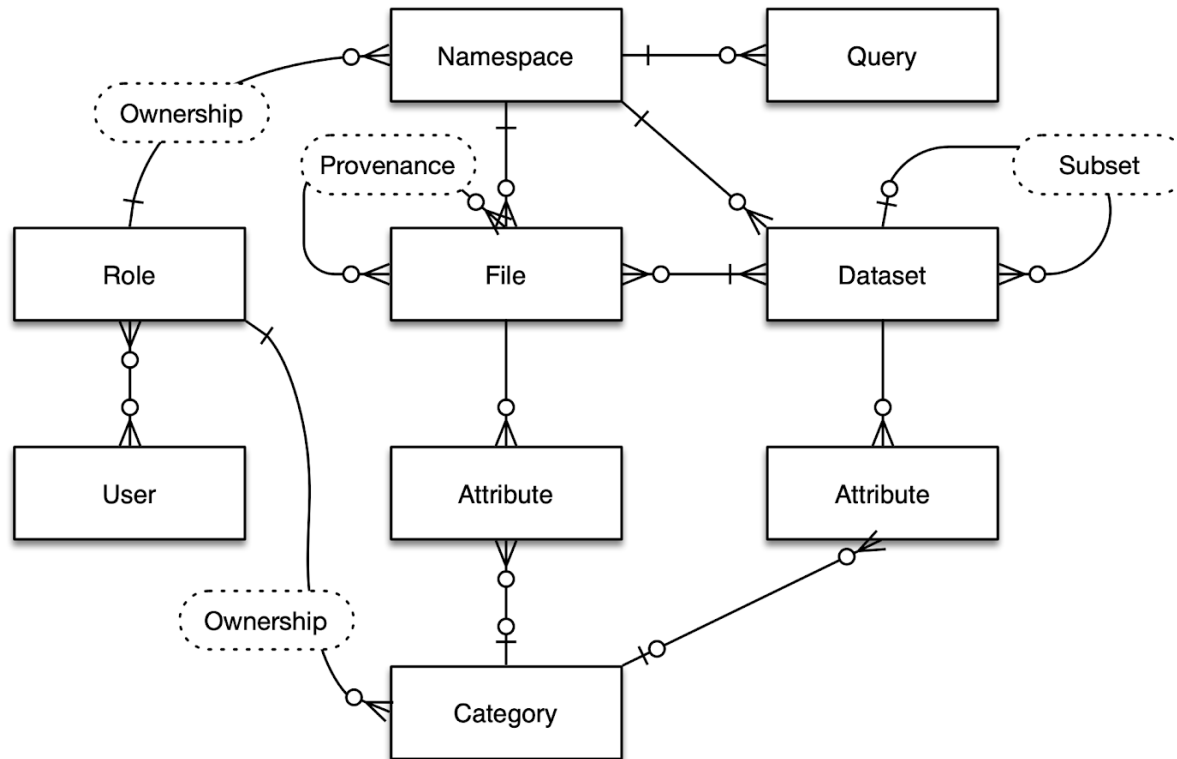 Namespace
Query
Ownership
Provenance
Subset
Role
File
Dataset
User
Attribute
Attribute
Ownership
Category